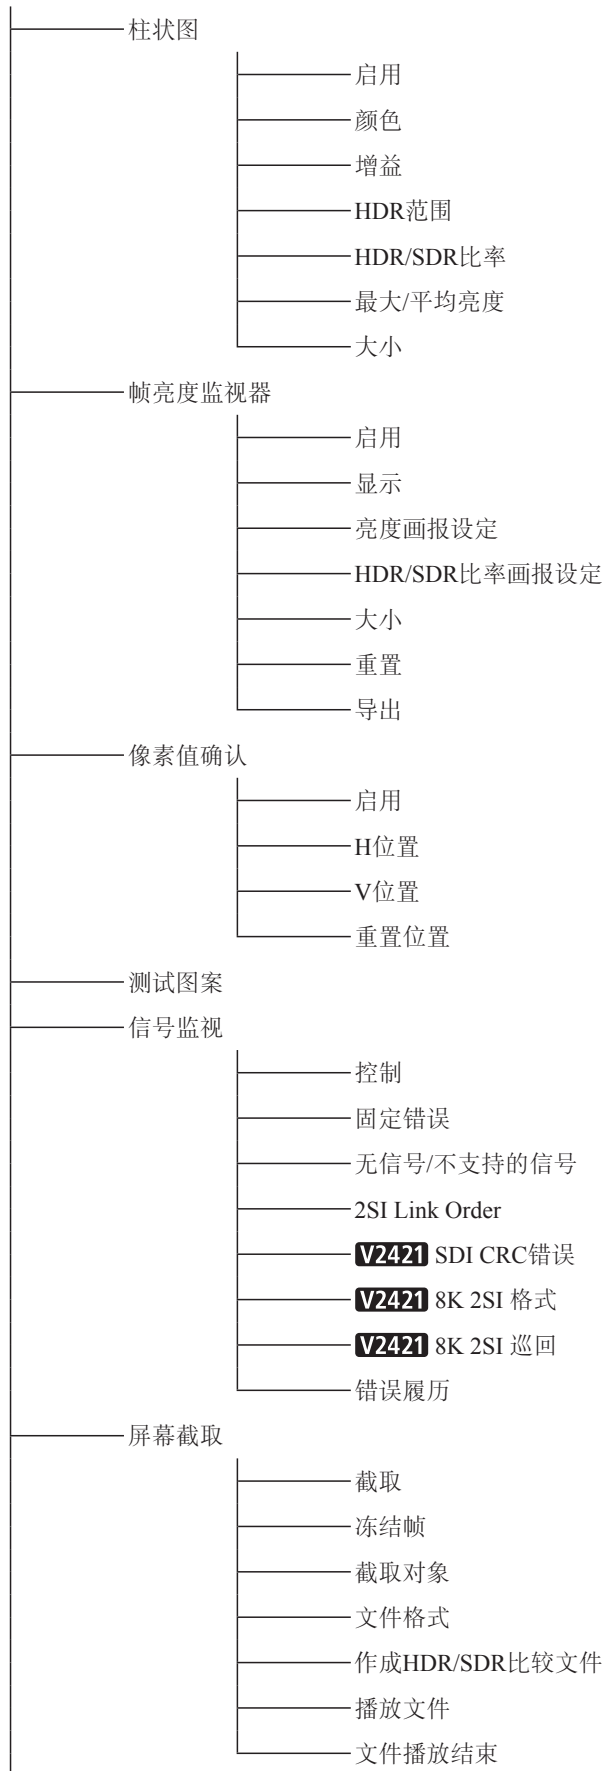 柱状图
启用
颜色
增益
HDR范围
HDR/SDR比率
最大/平均亮度
大小
帧亮度监视器
启用
显示
亮度画报设定
HDR/SDR比率画报设定
大小
重置
导出
像素值确认
启用
H位置
V位置
重置位置
测试图案
信号监视
控制
固定错误
无信号/不支持的信号
2SI Link Order
V2421 SDI CRC错误
V2421 8K 2SI 格式
V2421 8K 2SI 巡回
错误履历
屏幕截取
截取
冻结帧
截取对象
文件格式
作成HDR/SDR比较文件
播放文件
文件播放结束